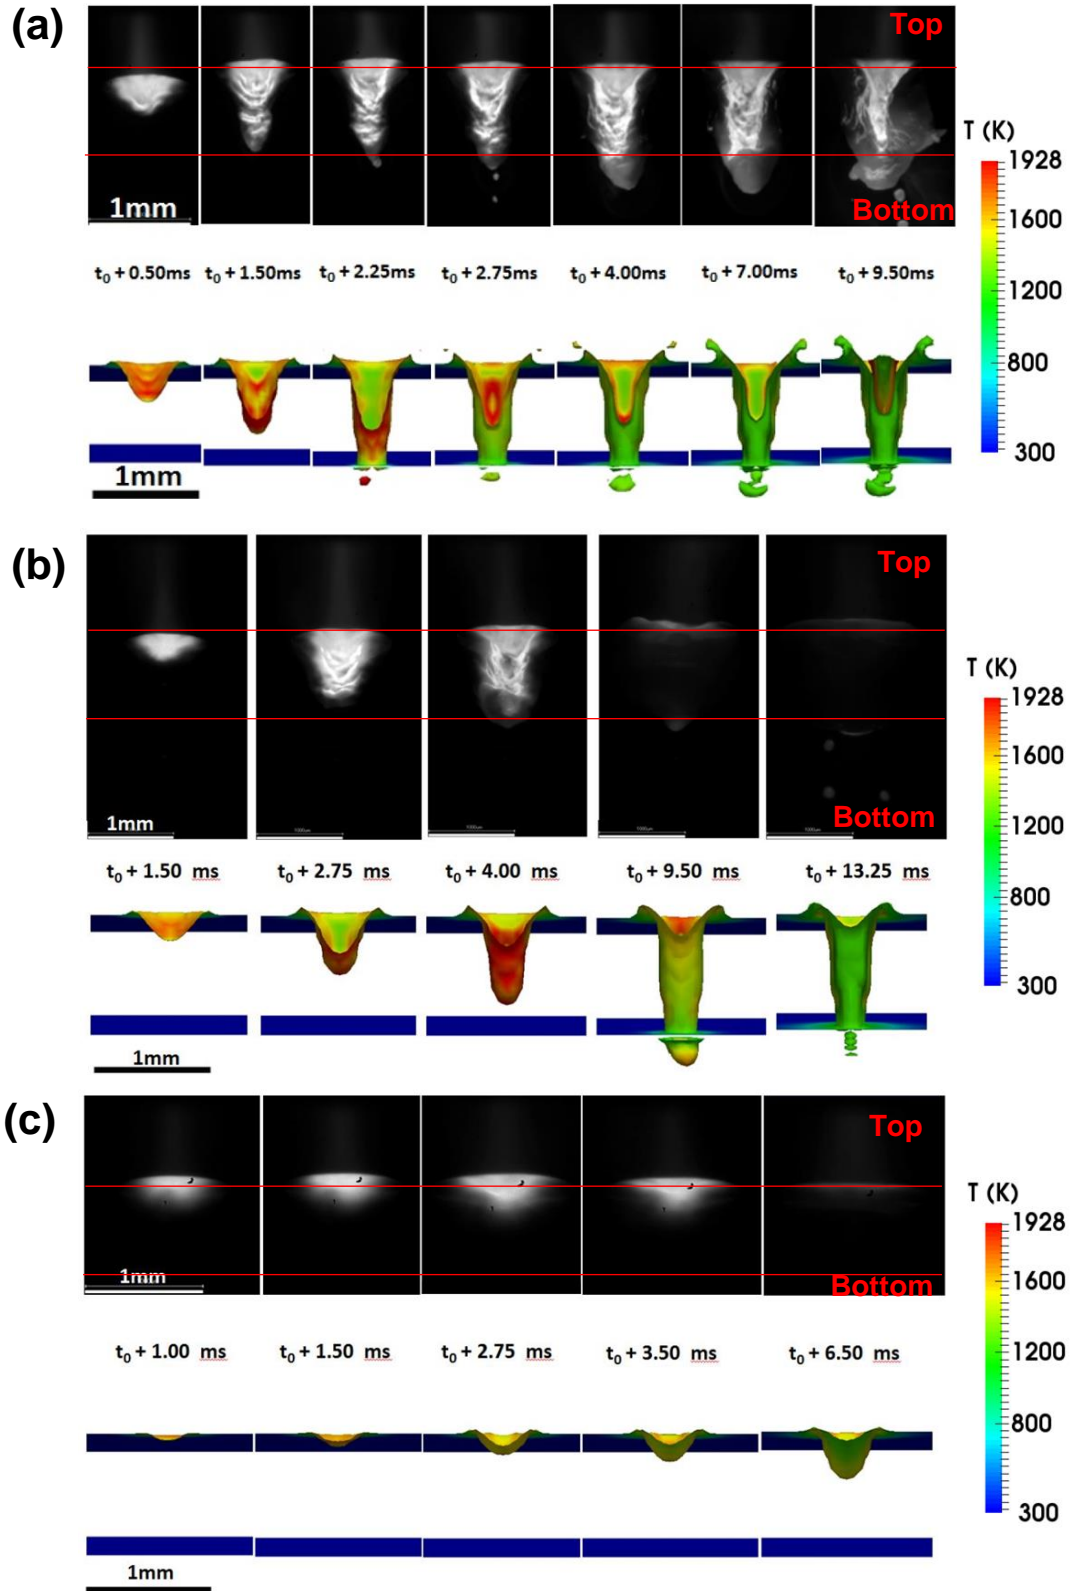 (a)
Top
Bottom
1mm
T (K)
1928
1600
1200
800
300
t0 + 0.50ms t0 + 1.50ms t0 + 2.25ms t0 + 2.75ms t0 + 4.00ms t0 + 7.00ms t0 + 9.50ms
1mm
(b)
Top
Bottom
1mm
1000µm
T (K)
1928
1600
1200
800
300
t0 + 1.50 ms t0 + 2.75 ms t0 + 4.00 ms t0 + 9.50 ms t0 + 13.25 ms
1mm
(c)
Top
Bottom
1mm
T (K)
1928
1600
1200
800
300
t0 + 1.00 ms t0 + 1.50 ms t0 + 2.75 ms t0 + 3.50 ms t0 + 6.50 ms
1mm